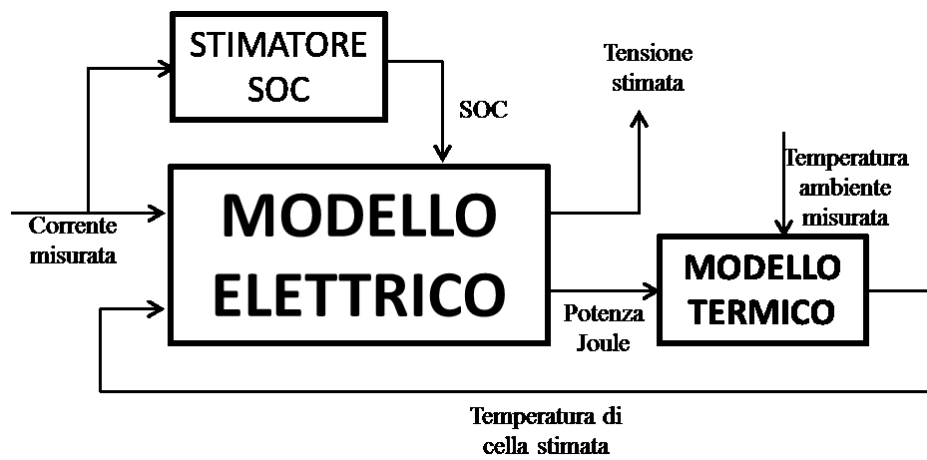 STIMATORE
SOC
Tensione
stimata
SOC
Temperatura
ambiente
misurata
Corrente
misurata
MODELLO
ELETTRICO
MODELLO
TERMICO
Potenza
Joule
Temperatura di
cella stimata